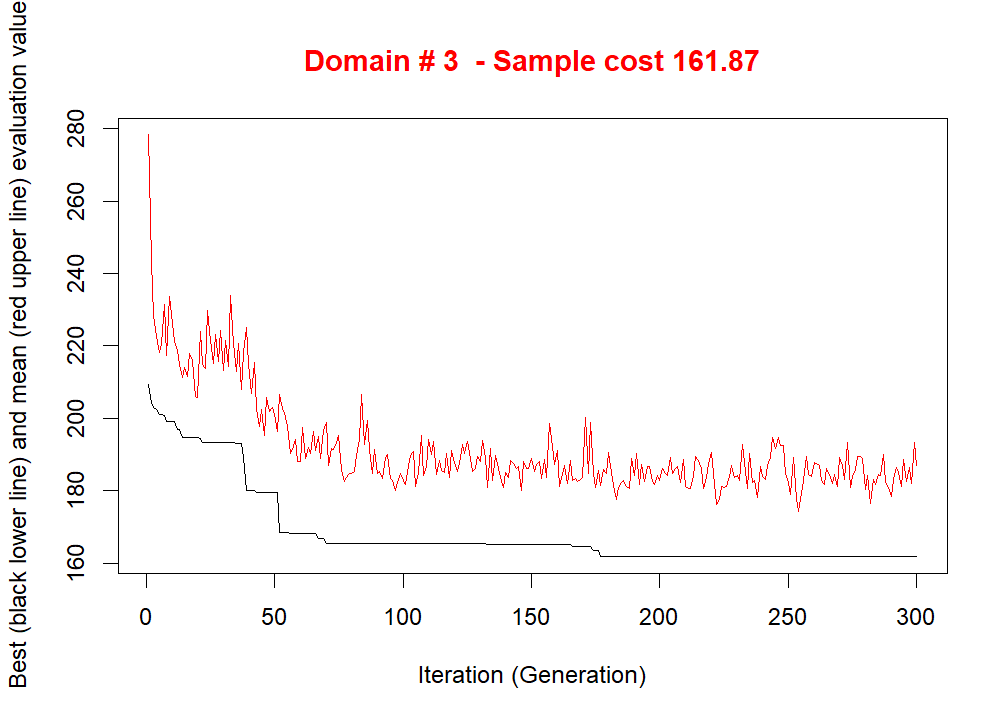 Domain # 3  - Sample cost 161.87
Best (black lower line) and mean (red upper line) evaluation value
280
260
240
220
200
180
160
0 50 100 150 200 250 300
Iteration (Generation)